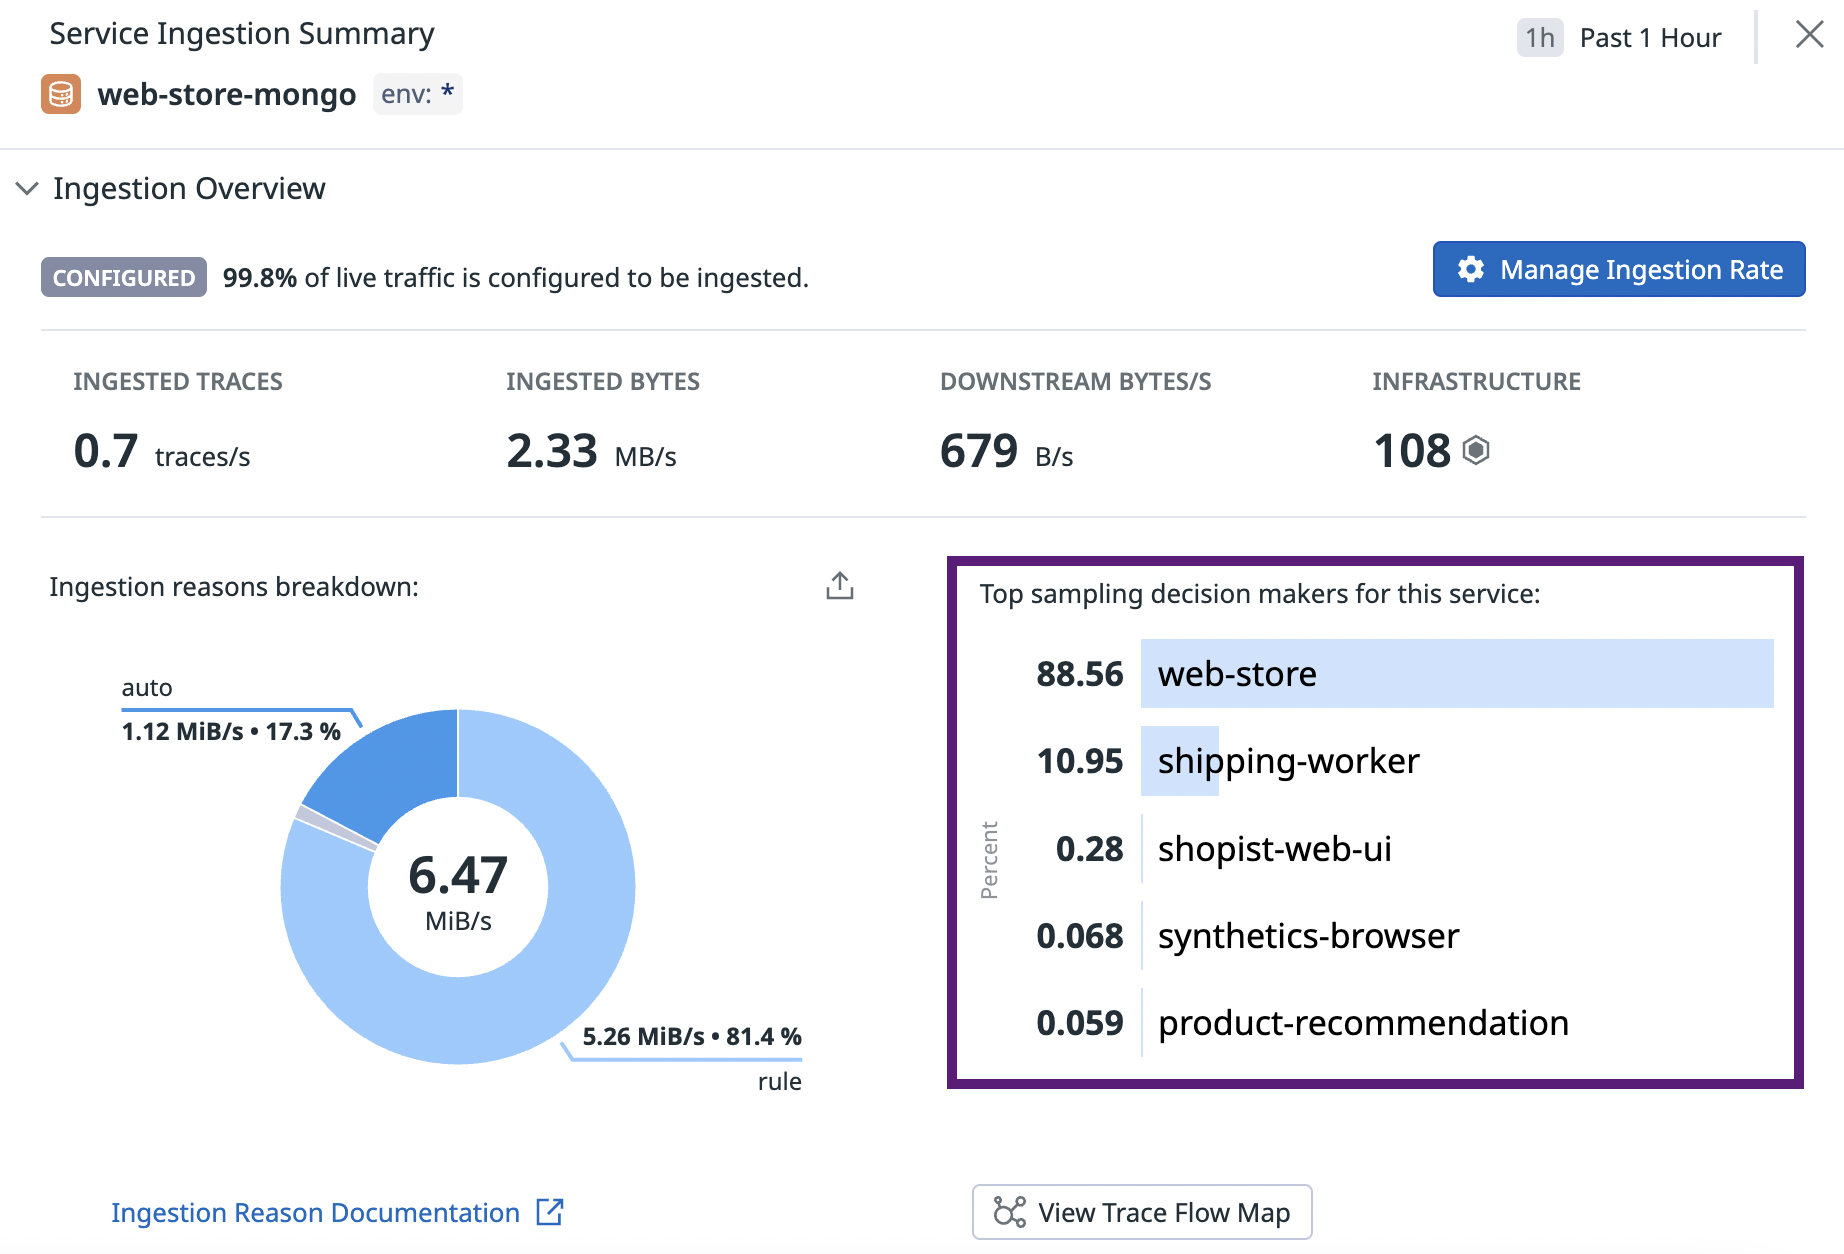 Service Ingestion Summary
1h Past 1 Hour
web-store-mongo env: *
Ingestion Overview
CONFIGURED 99.8% of live traffic is configured to be ingested.
Manage Ingestion Rate
INGESTED TRACES
0.7 traces/s
INGESTED BYTES
2.33 MB/s
DOWNSTREAM BYTES/S
679 B/s
INFRASTRUCTURE
108
Ingestion reasons breakdown:
auto
1.12 MiB/s • 17.3 %
6.47
MiB/s
5.26 MiB/s • 81.4 %
rule
Ingestion Reason Documentation
Top sampling decision makers for this service:
Percent
88.56 web-store
10.95 shipping-worker
0.28 shopist-web-ui
0.068 synthetics-browser
0.059 product-recommendation
View Trace Flow Map